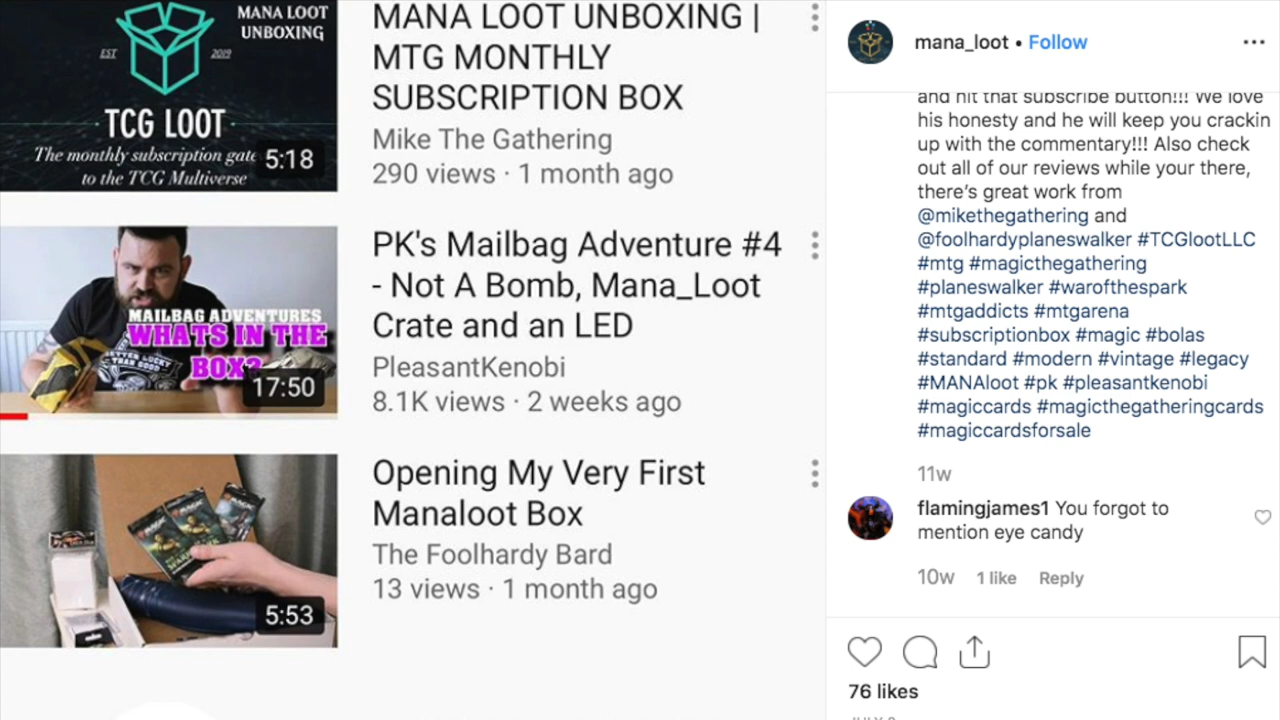 MANA LOOT
UNBOXING
EST
2019
TCG LOOT
The monthly subscription gate
to the TCG Multiverse
5:18
MANA LOOT UNBOXING |
MTG MONTHLY
SUBSCRIPTION BOX
Mike The Gathering
290 views · 1 month ago
MAILBAG ADVENTURES
WHATS IN THE
BOX?
BETTER LUCKY
THAN GOOD
17:50
PK's Mailbag Adventure #4
- Not A Bomb, Mana_Loot
Crate and an LED
PleasantKenobi
8.1K views · 2 weeks ago
MAGIC
5:53
Opening My Very First
Manaloot Box
The Foolhardy Bard
13 views · 1 month ago
mana_loot • Follow
and hit that subscribe button!!! We love
his honesty and he will keep you crackin
up with the commentary!!! Also check
out all of our reviews while your there,
there's great work from
@mikethegathering and
@foolhardyplaneswalker #TCGlootLLC
#mtg #magicthegathering
#planeswalker #warofthespark
#mtgaddicts #mtgarena
#subscriptionbox #magic #bolas
#standard #modern #vintage #legacy
#MANAloot #pk #pleasantkenobi
#magiccards #magicthegatheringcards
#magiccardsforsale
11w
flamingjames1 You forgot to
mention eye candy
10w 1 like Reply
76 likes